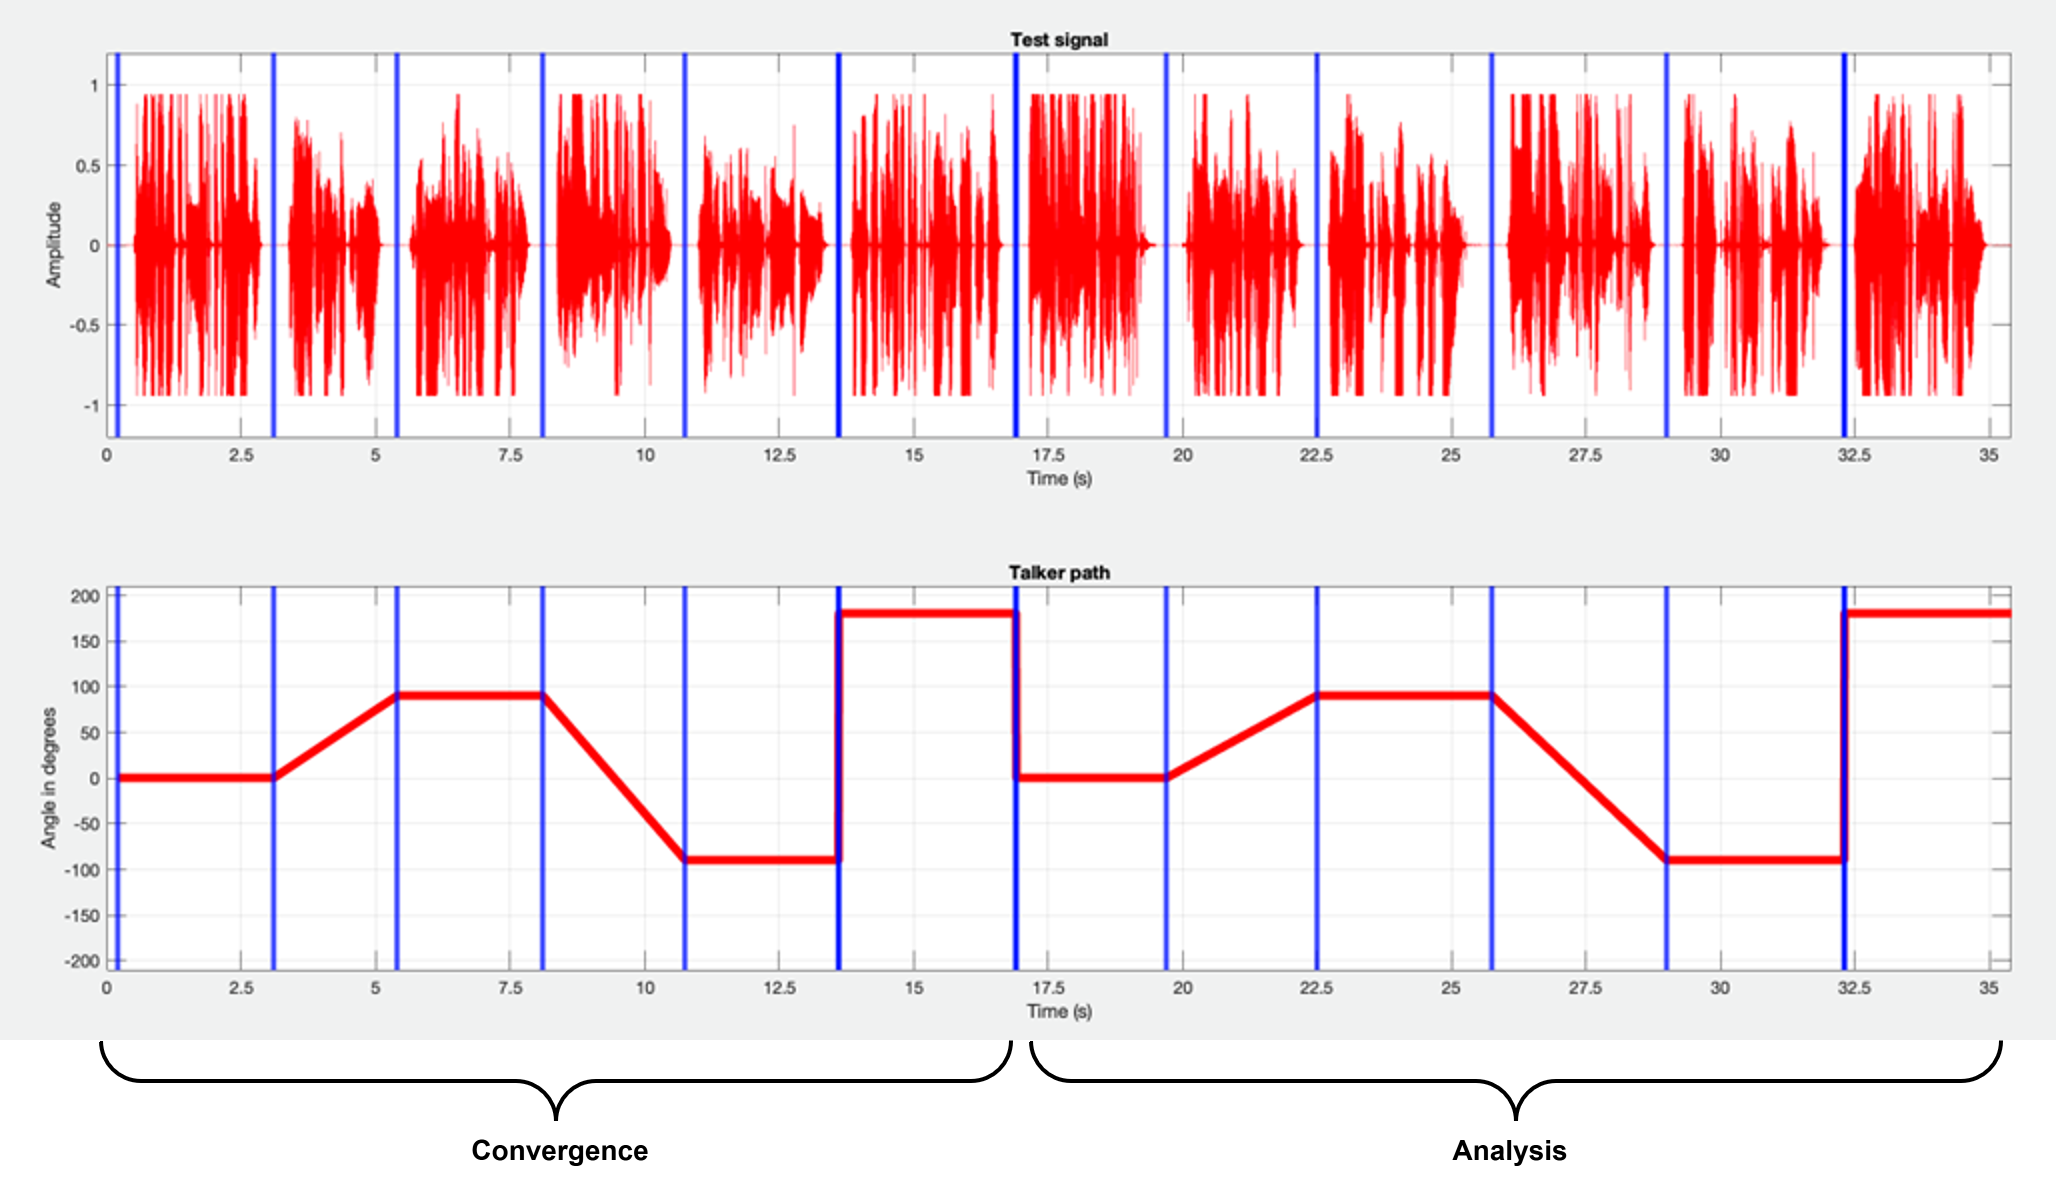 Test signal
1
0.5
0
-0.5
-1
Amplitude
0 2.5 5 7.5 10 12.5 15 17.5 20 22.5 25 27.5 30 32.5 35
Time (s)
Talker path
200
150
100
50
0
-50
-100
-150
-200
Angle in degrees
0 2.5 5 7.5 10 12.5 15 17.5 20 22.5 25 27.5 30 32.5 35
Time (s)
Convergence Analysis